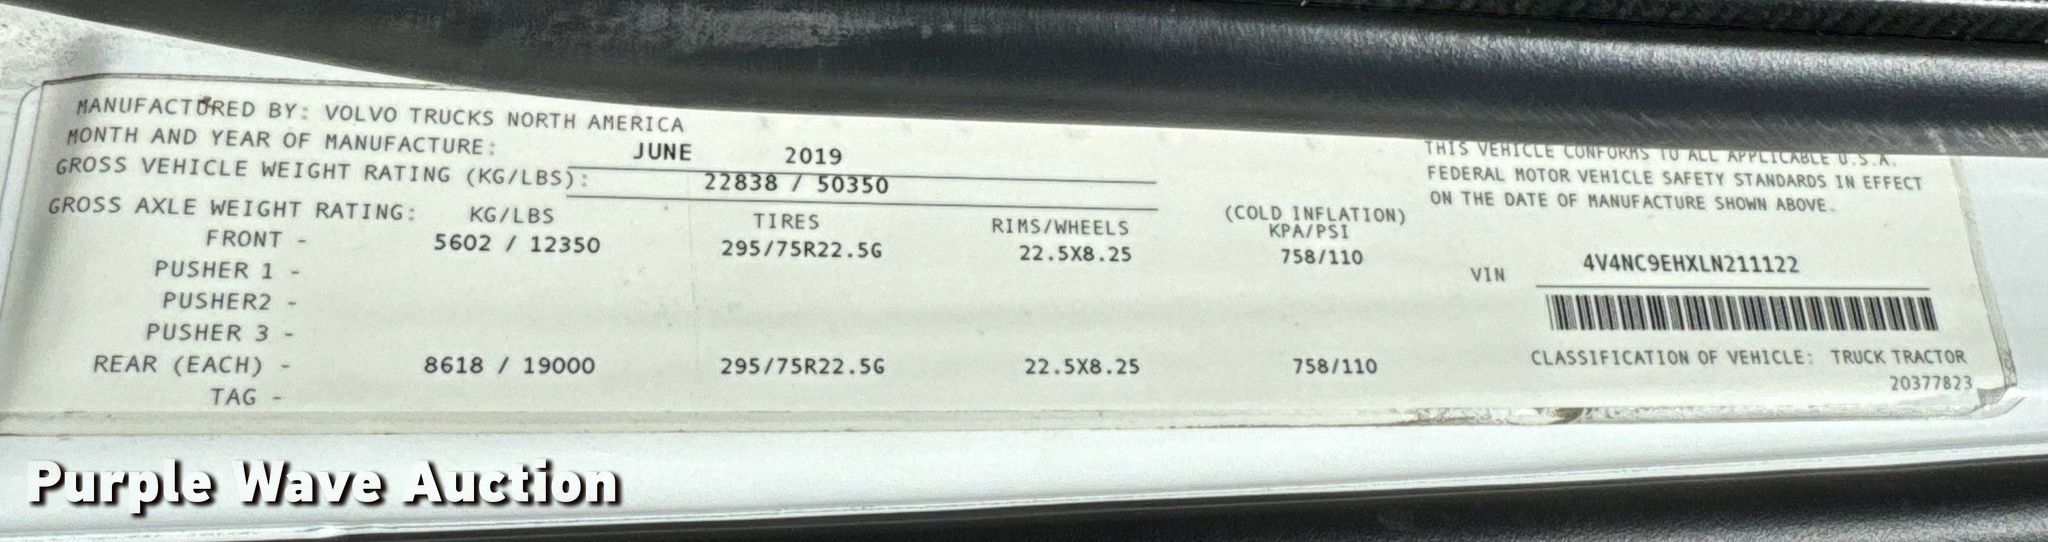 MANUFACTURED BY: VOLVO TRUCKS NORTH AMERICA
MONTH AND YEAR OF MANUFACTURE: JUNE 2019
GROSS VEHICLE WEIGHT RATING (KG/LBS): 22838 / 50350
GROSS AXLE WEIGHT RATING: KG/LBS TIRES RIMS/WHEELS (COLD INFLATION) KPA/PSI
FRONT - 5602 / 12350 295/75R22.5G 22.5X8.25 758/110
PUSHER 1 -
PUSHER2 -
PUSHER 3 -
REAR (EACH) - 8618 / 19000 295/75R22.5G 22.5X8.25 758/110
TAG -
THIS VEHICLE CONFORMS TO ALL APPLICABLE U.S.A.
FEDERAL MOTOR VEHICLE SAFETY STANDARDS IN EFFECT
ON THE DATE OF MANUFACTURE SHOWN ABOVE.
VIN 4V4NC9EHXLN211122
CLASSIFICATION OF VEHICLE: TRUCK TRACTOR
20377823
Purple Wave Auction